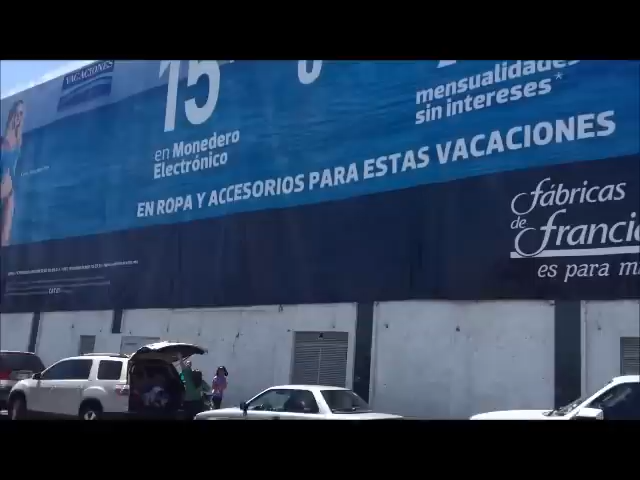 VACACIONES
15
en Monedero
Electrónico
mensualidades
sin intereses*
EN ROPA Y ACCESORIOS PARA ESTAS VACACIONES
fábricas
de
Francia
es para m